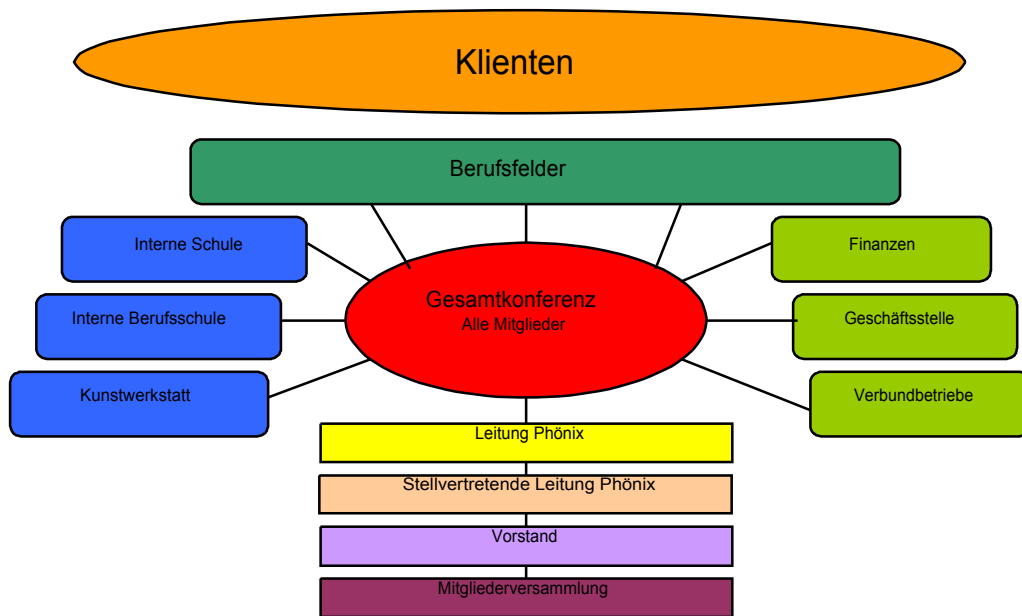 Klienten
Berufsfelder
Interne Schule
Finanzen
Gesamtkonferenz
Alle Mitglieder
Interne Berufsschule
Geschäftsstelle
Kunstwerkstatt
Verbundbetriebe
Leitung Phönix
Stellvertretende Leitung Phönix
Vorstand
Mitgliederversammlung